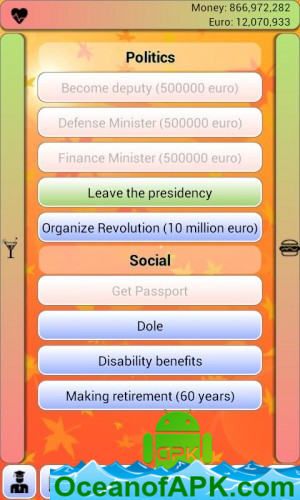 Money: 866,972,282
Euro: 12,070,933
Politics
Become deputy (500000 euro)
Defense Minister (500000 euro)
Finance Minister (500000 euro)
Leave the presidency
Organize Revolution (10 million euro)
Social
Get Passport
Dole
Disability benefits
Making retirement (60 years)
APK
OceanofAPK.com